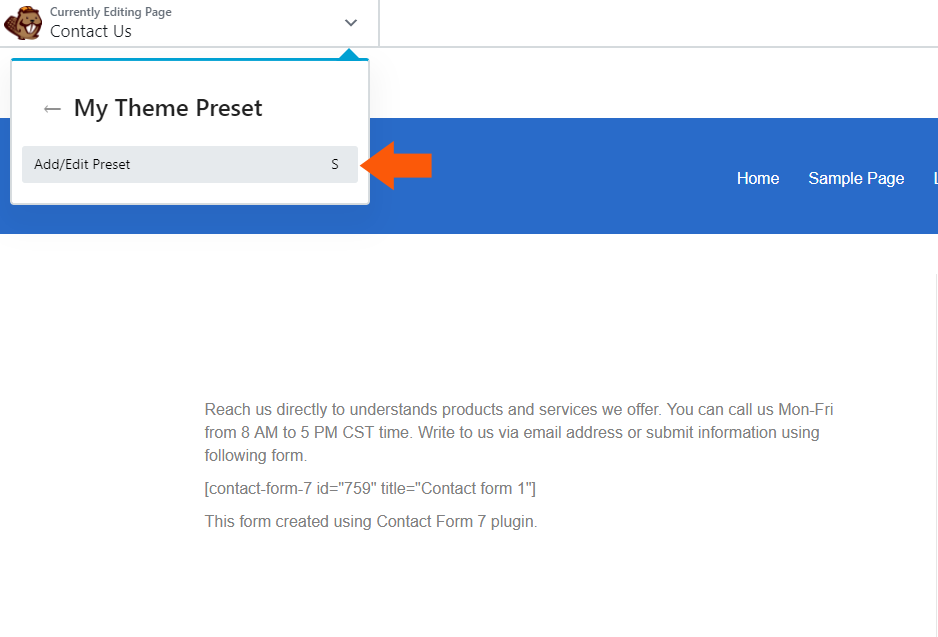 Currently Editing Page
Contact Us
← My Theme Preset
Add/Edit Preset S
Home Sample Page
Reach us directly to understands products and services we offer. You can call us Mon-Fri
from 8 AM to 5 PM CST time. Write to us via email address or submit information using
following form.
[contact-form-7 id="759" title="Contact form 1"]
This form created using Contact Form 7 plugin.